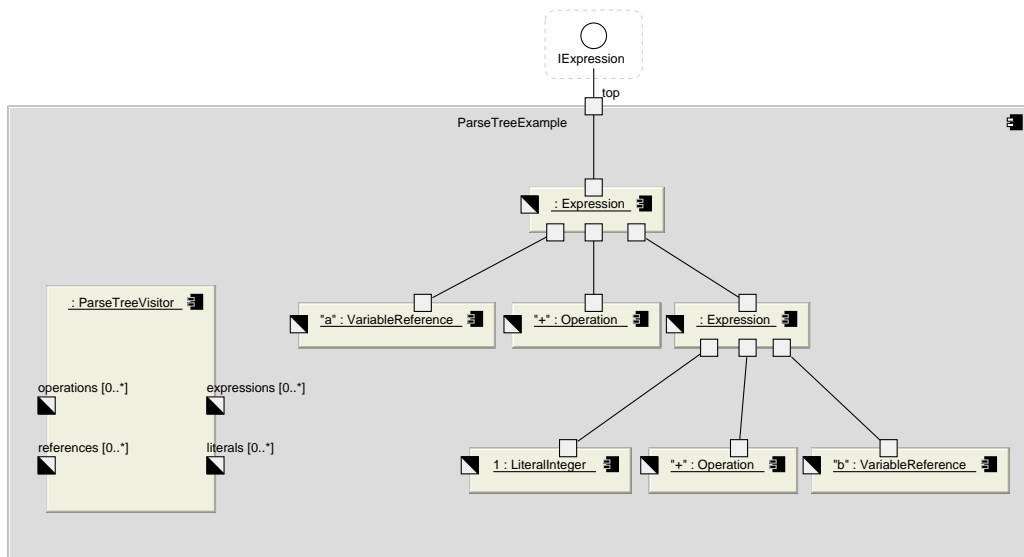 IExpression
top
ParseTreeExample
: Expression
: ParseTreeVisitor
"a" : VariableReference
"+" : Operation
: Expression
operations [0..*]
expressions [0..*]
references [0..*]
literals [0..*]
1 : LiteralInteger
"+" : Operation
"b" : VariableReference